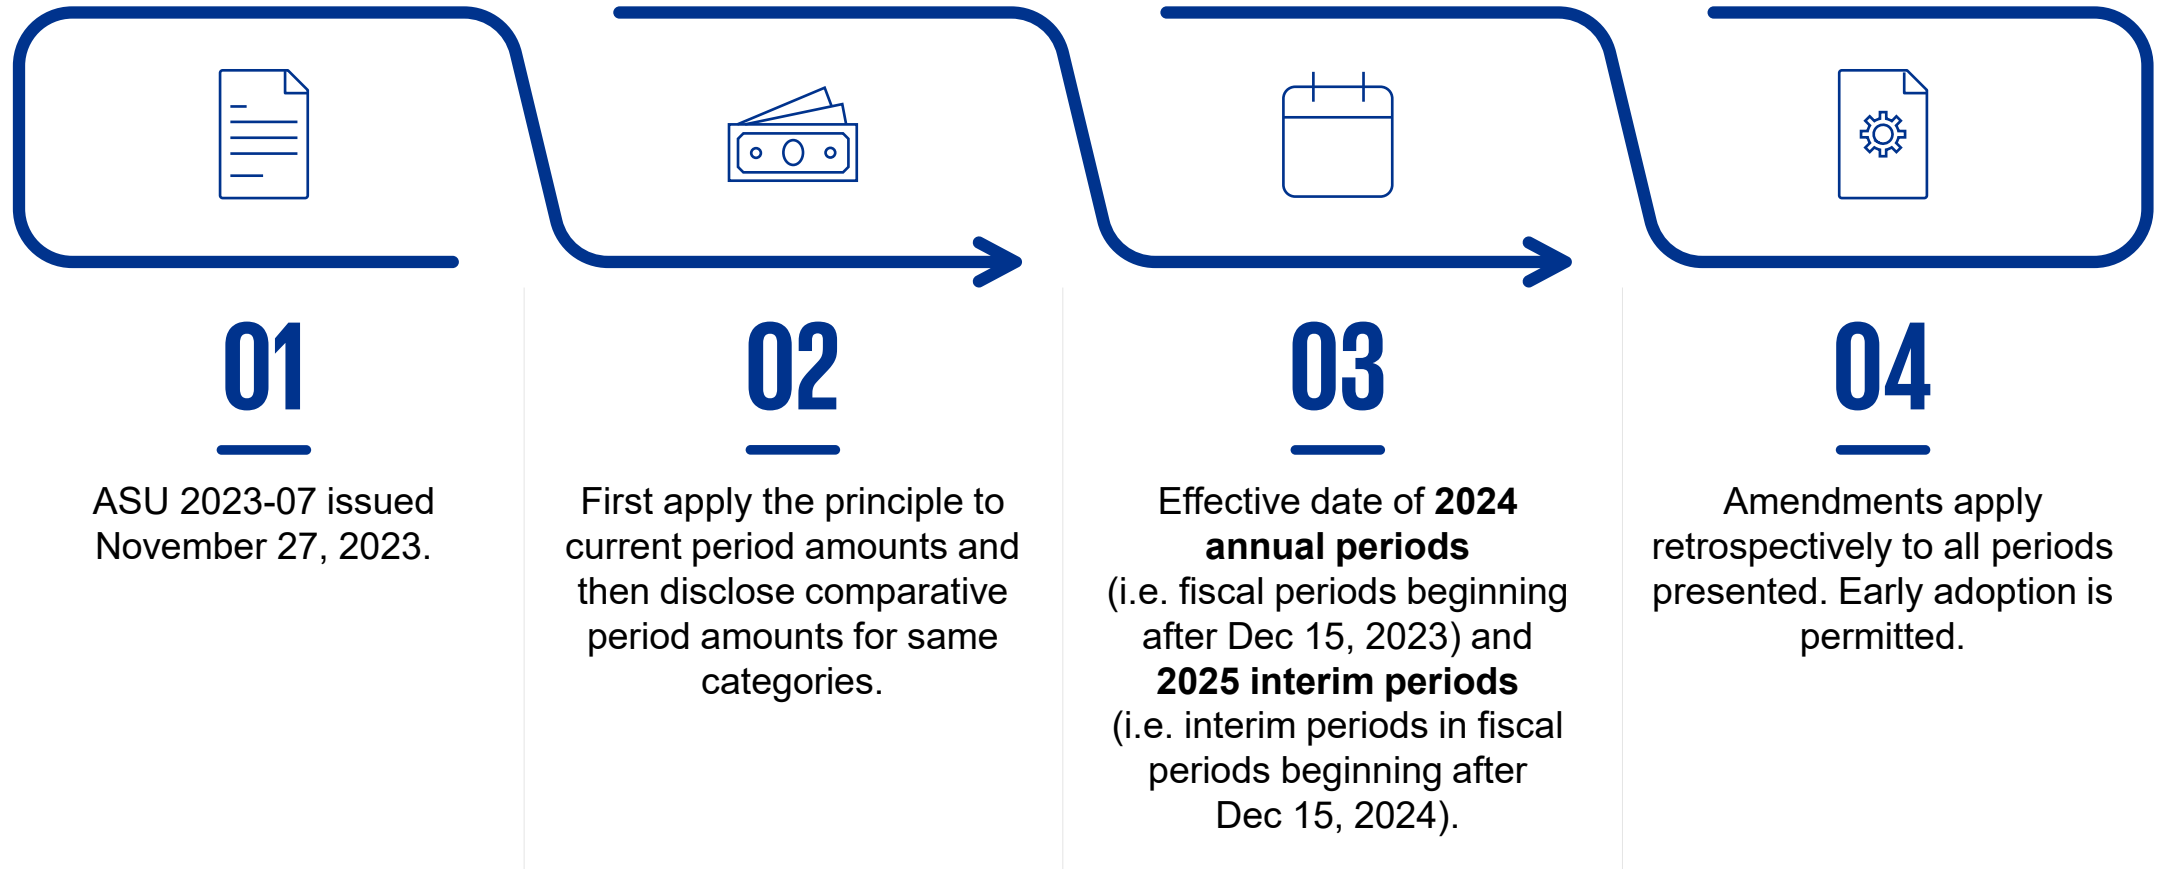 01
ASU 2023-07 issued
November 27, 2023.
02
First apply the principle to
current period amounts and
then disclose comparative
period amounts for same
categories.
03
Effective date of 2024
annual periods
(i.e. fiscal periods beginning
after Dec 15, 2023) and
2025 interim periods
(i.e. interim periods in fiscal
periods beginning after
Dec 15, 2024).
04
Amendments apply
retrospectively to all periods
presented. Early adoption is
permitted.